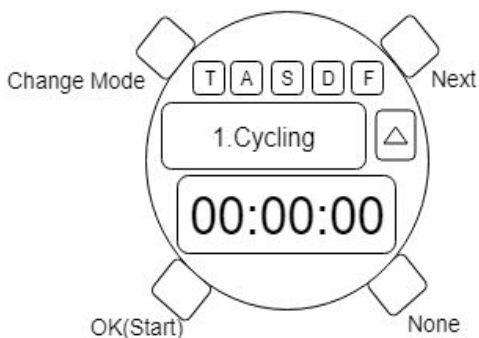 T A S D F
Change Mode
Next
1.Cycling
00:00:00
OK(Start)
None